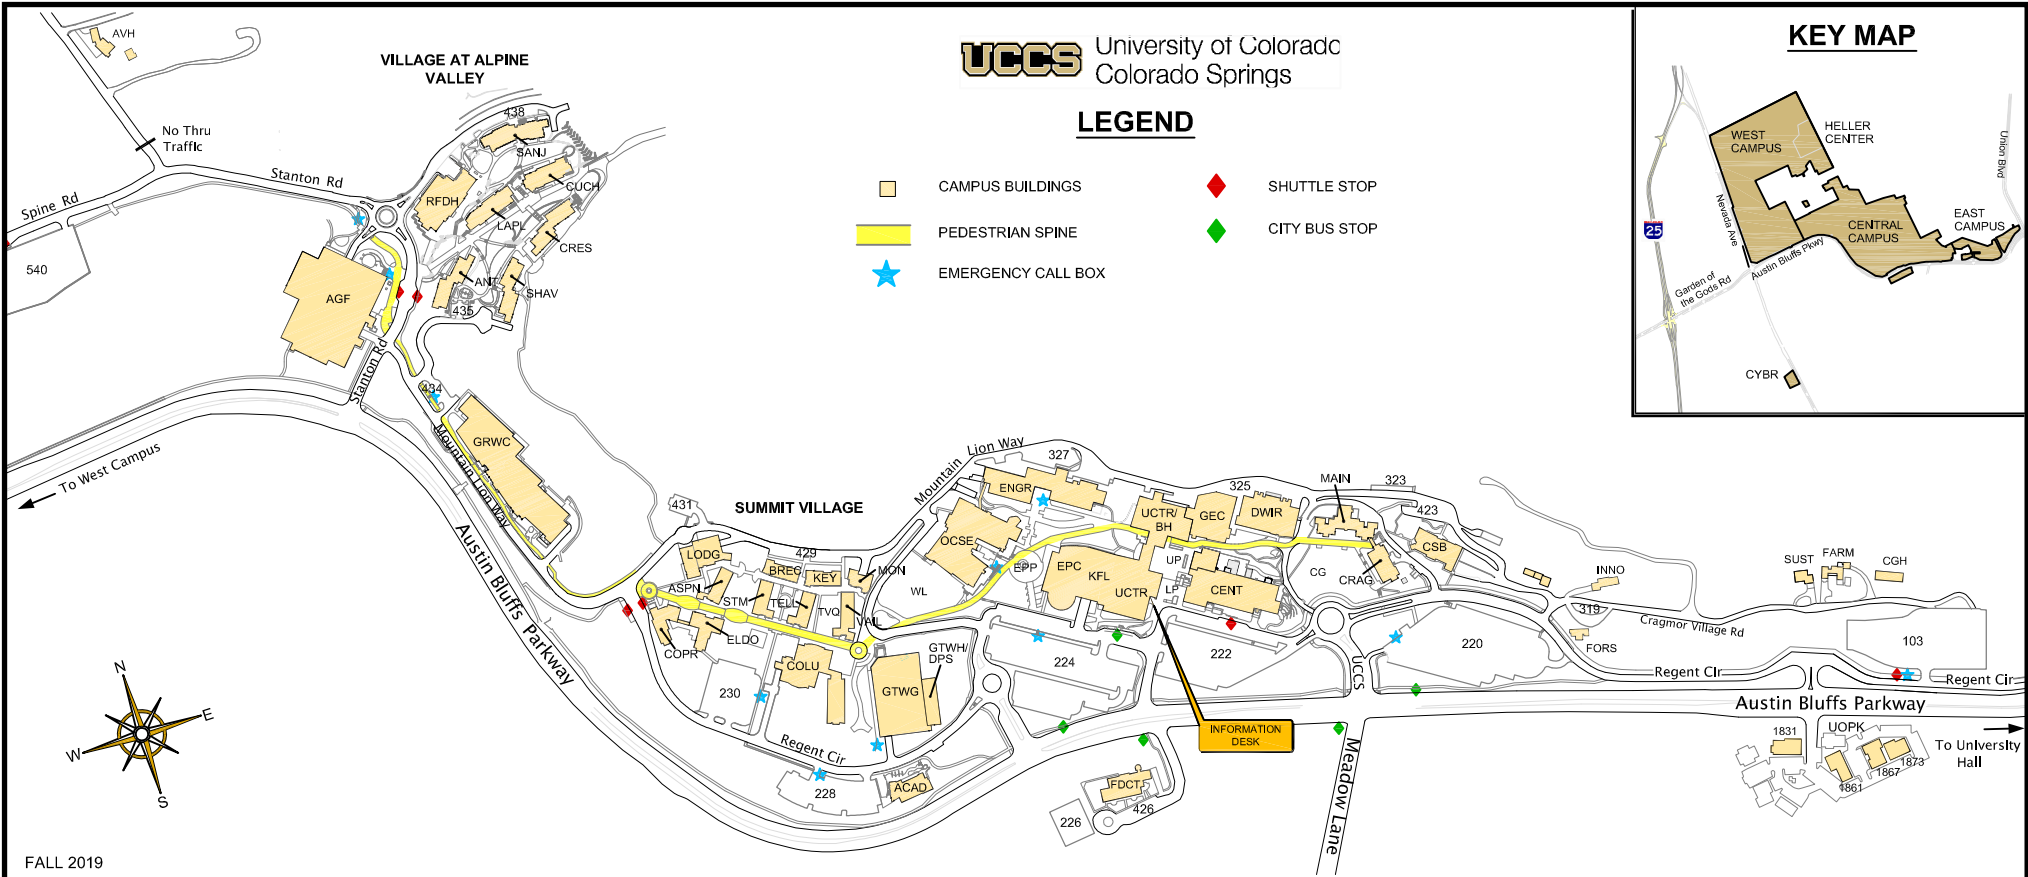 AVH
VILLAGE AT ALPINE
VALLEY
UCCS
University of Colorado
Colorado Springs
LEGEND
CAMPUS BUILDINGS
SHUTTLE STOP
PEDESTRIAN SPINE
CITY BUS STOP
EMERGENCY CALL BOX
KEY MAP
WEST
CAMPUS
HELLER
CENTER
Union Blvd
Nevada Ave
CENTRAL
CAMPUS
EAST
CAMPUS
25
Austin Bluffs Pkwy
Garden of
the Gods Rd
CYBR
No Thru
Traffic
Stanton Rd
Spine Rd
540
438
SANJ
CUCH
RFDH
LAPL
CRES
ANT
SHAV
435
AGF
Stanton Rd
434
GRWC
Mountain Lion Way
To West Campus
Austin Bluffs Parkway
431
SUMMIT VILLAGE
LODG
429
BREC
KEY
MON
ASPN
STM
TELL
TVQ
VAIL
ELDO
COPR
COLU
230
GTWH/
DPS
GTWG
Regent Cir
228
ACAD
Mountain Lion Way
327
ENGR
OCSE
EPP
WL
EPC
KFL
UCTR
UCTR/
BH
GEC
325
DWIR
MAIN
323
423
CSB
CRAG
CG
UP
LP
CENT
224
222
UCCS
220
INFORMATION
DESK
FDCT
426
226
Meadow Lane
INNO
319
FORS
SUST
FARM
CGH
Cragmor Village Rd
103
Regent Cir
Regent Cir
Austin Bluffs Parkway
To University
Hall
1831
UOPK
1873
1867
1861
N
E
W
S
FALL 2019